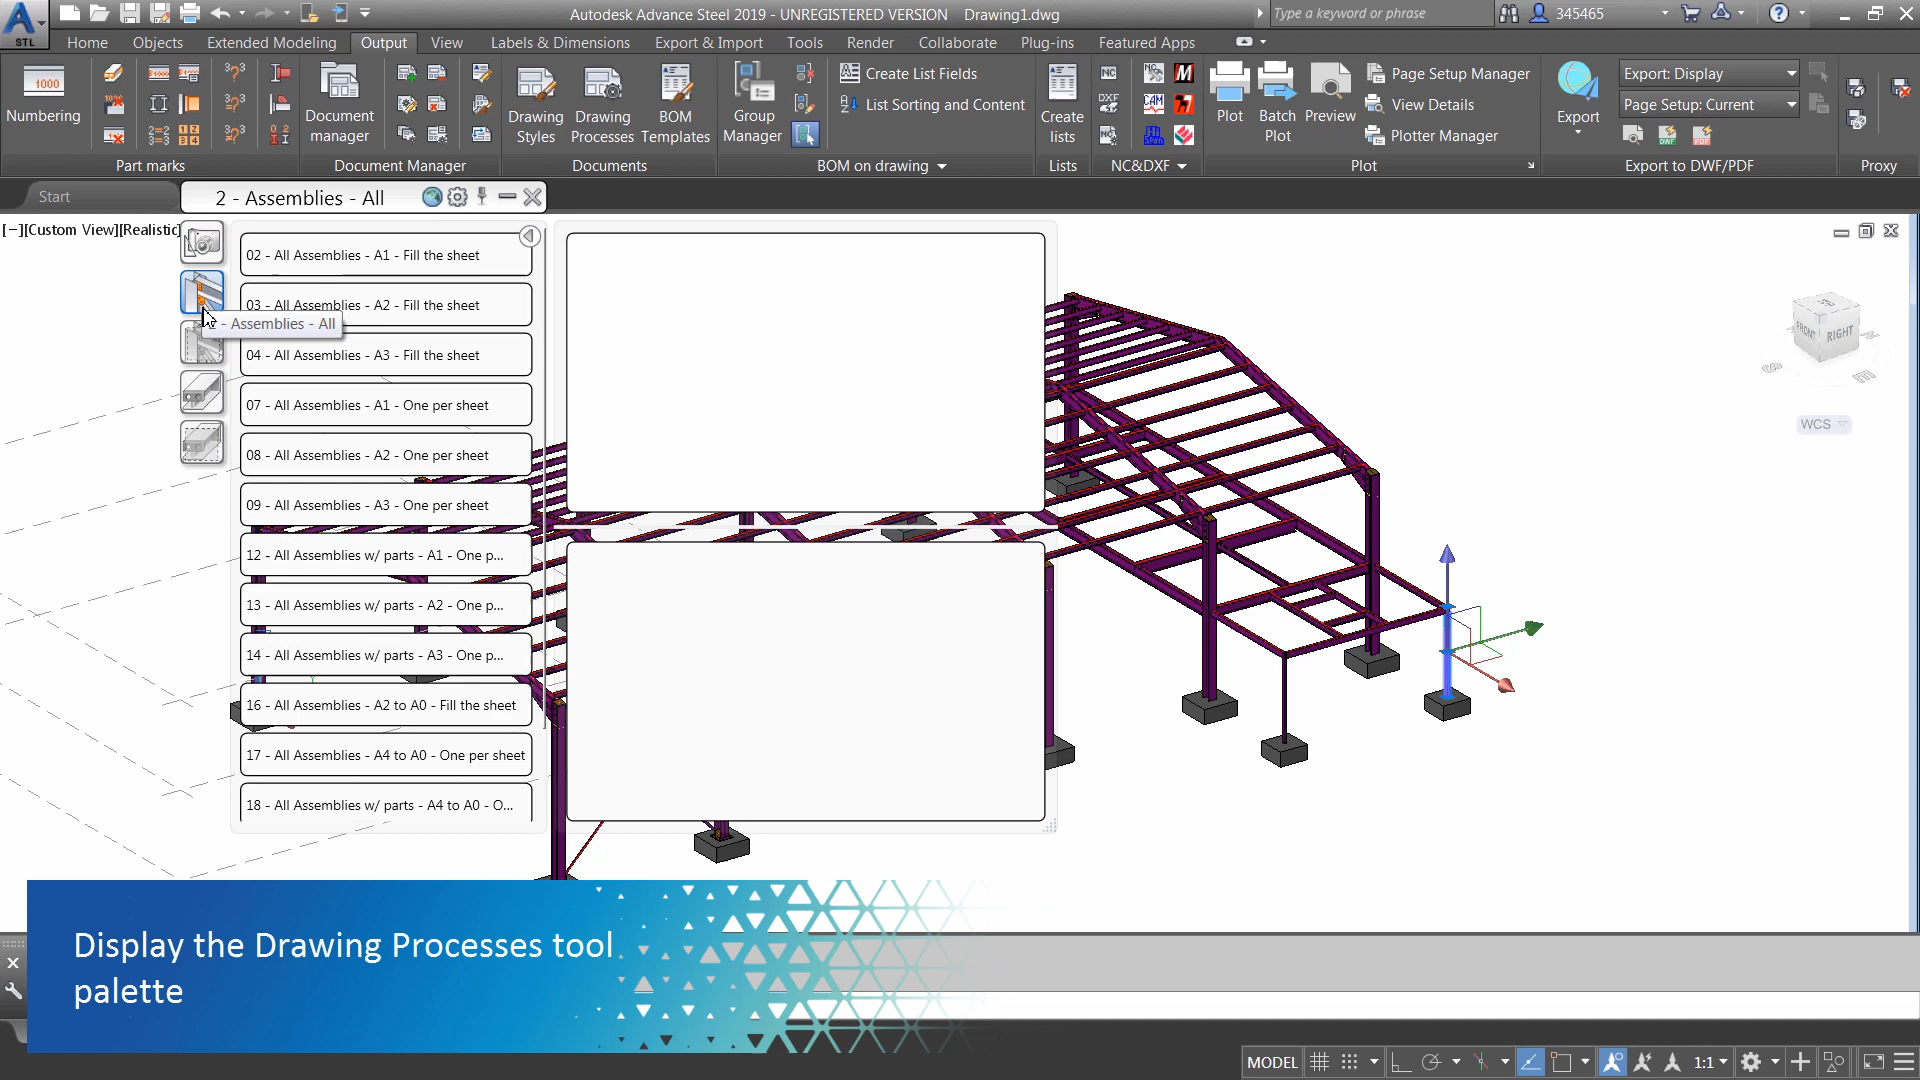 Autodesk Advance Steel 2019 - UNREGISTERED VERSION Drawing1.dwg
Type a keyword or phrase
345465
STL
Home Objects Extended Modeling Output View Labels & Dimensions Export & Import Tools Render Collaborate Plug-ins Featured Apps
Numbering
Part marks
Document
manager
Document Manager
Drawing
Styles
Drawing
Processes
BOM
Templates
Documents
Group
Manager
Create List Fields
List Sorting and Content
BOM on drawing
Create
lists
Lists
NC
DXF
CAM
NC&DXF
Plot
Batch
Plot
Preview
Page Setup Manager
View Details
Plotter Manager
Plot
Export
Export: Display
Page Setup: Current
Export to DWF/PDF
Proxy
Start
2 - Assemblies - All
[−][Custom View][Realistic]
02 - All Assemblies - A1 - Fill the sheet
03 - All Assemblies - A2 - Fill the sheet
- Assemblies - All
04 - All Assemblies - A3 - Fill the sheet
07 - All Assemblies - A1 - One per sheet
08 - All Assemblies - A2 - One per sheet
09 - All Assemblies - A3 - One per sheet
12 - All Assemblies w/ parts - A1 - One p...
13 - All Assemblies w/ parts - A2 - One p...
14 - All Assemblies w/ parts - A3 - One p...
16 - All Assemblies - A2 to A0 - Fill the sheet
17 - All Assemblies - A4 to A0 - One per sheet
18 - All Assemblies w/ parts - A4 to A0 - O...
TOP
FRONT
RIGHT
S
E
WCS
Display the Drawing Processes tool
palette
MODEL
1:1